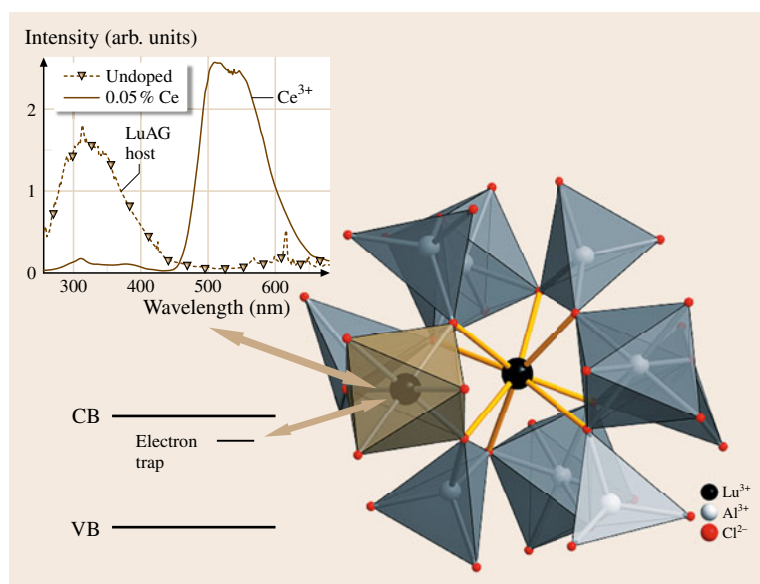 Intensity (arb. units)
Undoped
0.05% Ce
Ce³⁺
2
LuAG
host
1
0
300 400 500 600
Wavelength (nm)
CB
Electron
trap
VB
Lu³⁺
Al³⁺
Cl²⁻